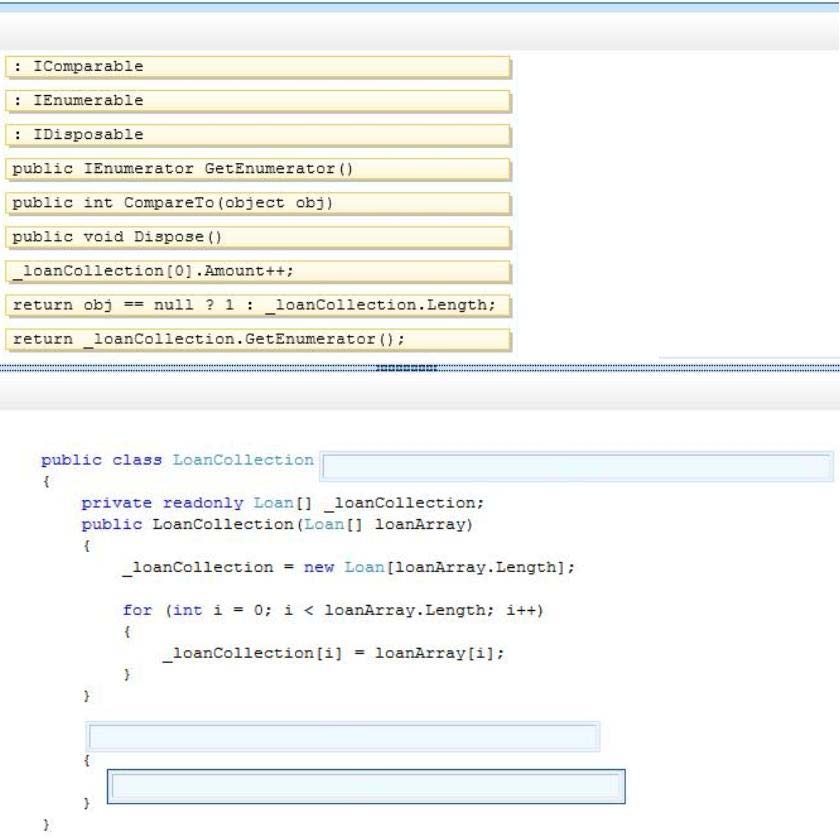 : IComparable
: IEnumerable
: IDisposable
public IEnumerator GetEnumerator()
public int CompareTo(object obj)
public void Dispose()
_loanCollection[0].Amount++;
return obj == null ? 1 : _loanCollection.Length;
return _loanCollection.GetEnumerator();
public class LoanCollection
{
private readonly Loan[] _loanCollection;
public LoanCollection(Loan[] loanArray)
{
_loanCollection = new Loan[loanArray.Length];
for (int i = 0; i < loanArray.Length; i++)
{
_loanCollection[i] = loanArray[i];
}
}
{
}
}